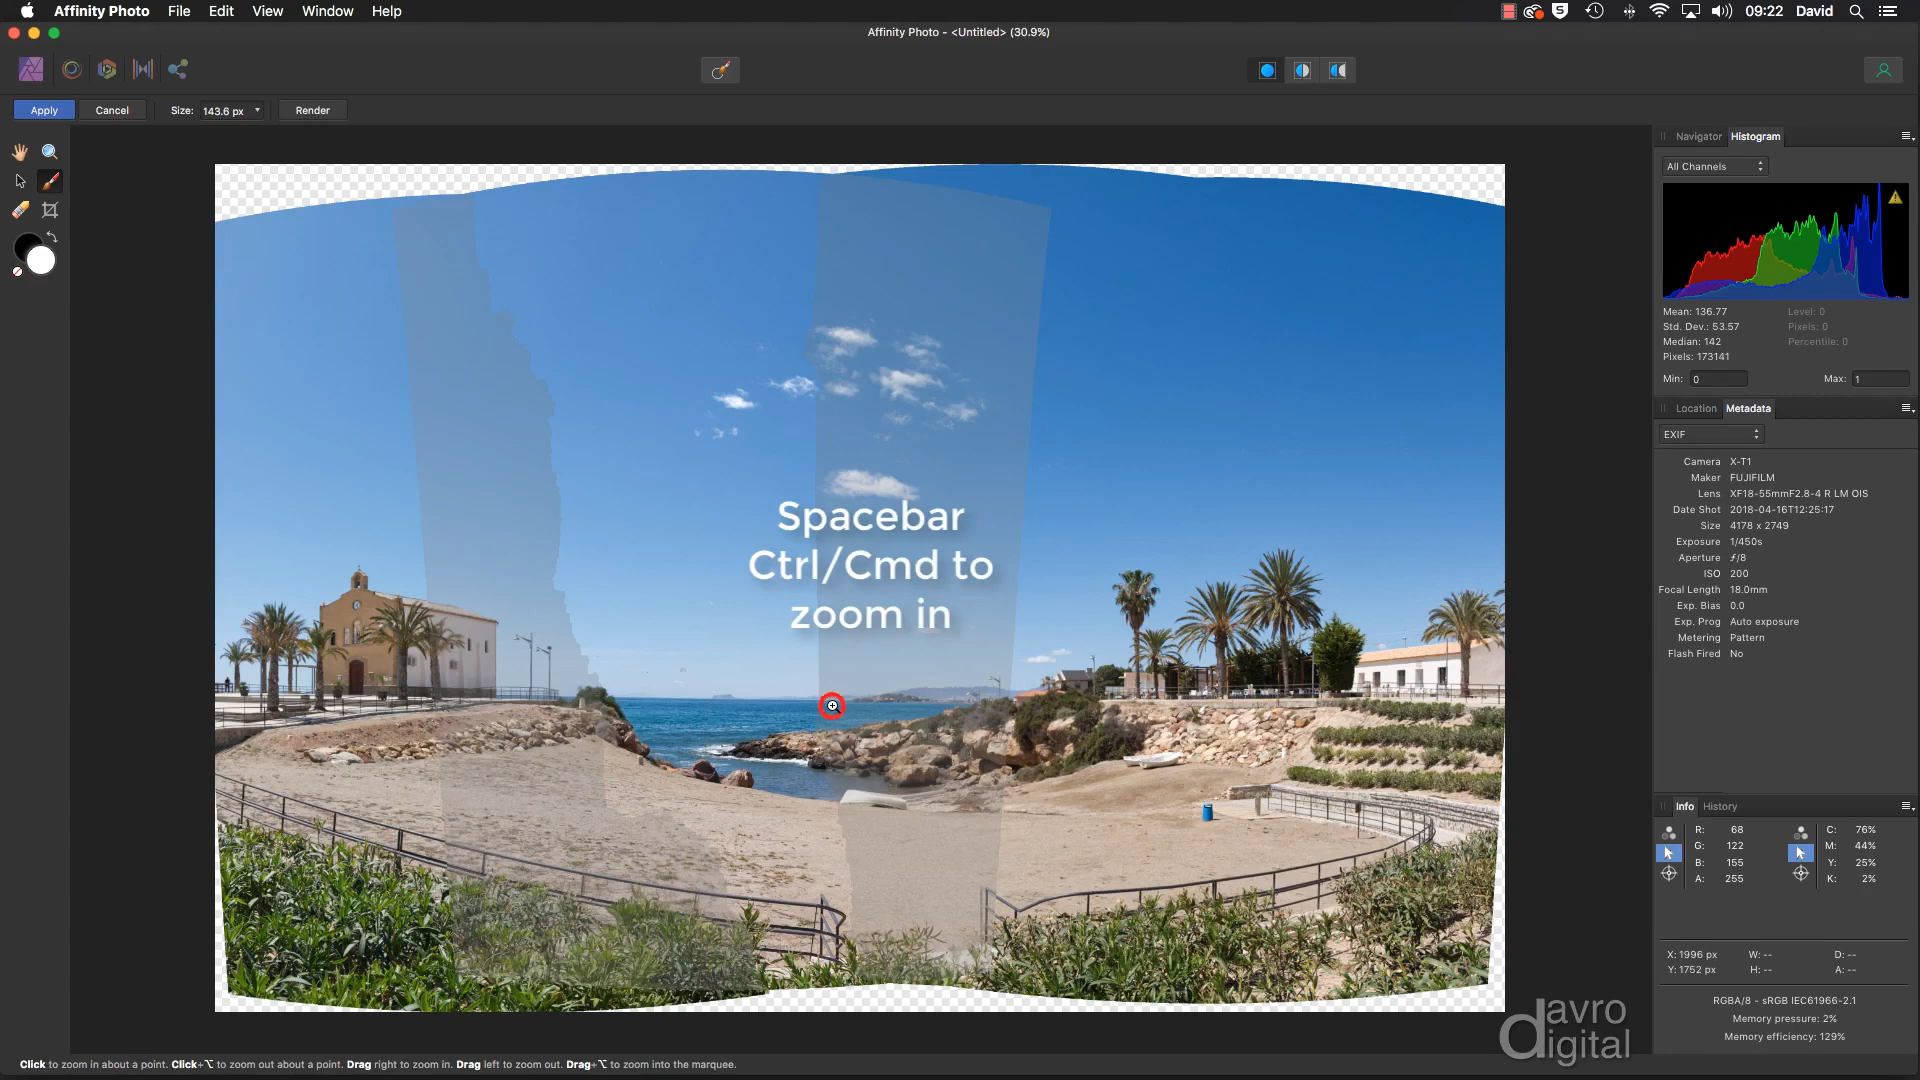 Affinity Photo File Edit View Window Help
S 09:22 David
Affinity Photo - <Untitled> (30.9%)
Apply Cancel Size: 143.6 px Render
Navigator Histogram
All Channels
Mean: 136.77 Level: 0
Std. Dev.: 53.57 Pixels: 0
Median: 142 Percentile: 0
Pixels: 173141
Min: 0 Max: 1
Location Metadata
EXIF
Camera X-T1
Maker FUJIFILM
Lens XF18-55mmF2.8-4 R LM OIS
Date Shot 2018-04-16T12:25:17
Size 4178 x 2749
Exposure 1/450s
Aperture ƒ/8
ISO 200
Focal Length 18.0mm
Exp. Bias 0.0
Exp. Prog Auto exposure
Metering Pattern
Flash Fired No
Spacebar
Ctrl/Cmd to
zoom in
Info History
R: 68 C: 76%
G: 122 M: 44%
B: 155 Y: 25%
A: 255 K: 2%
X: 1996 px W: -- D: --
Y: 1752 px H: -- A: --
RGBA/8 - sRGB IEC61966-2.1
Memory pressure: 2%
Memory efficiency: 129%
davro
digital
Click to zoom in about a point. Click+⌥ to zoom out about a point. Drag right to zoom in. Drag left to zoom out. Drag+⌥ to zoom into the marquee.